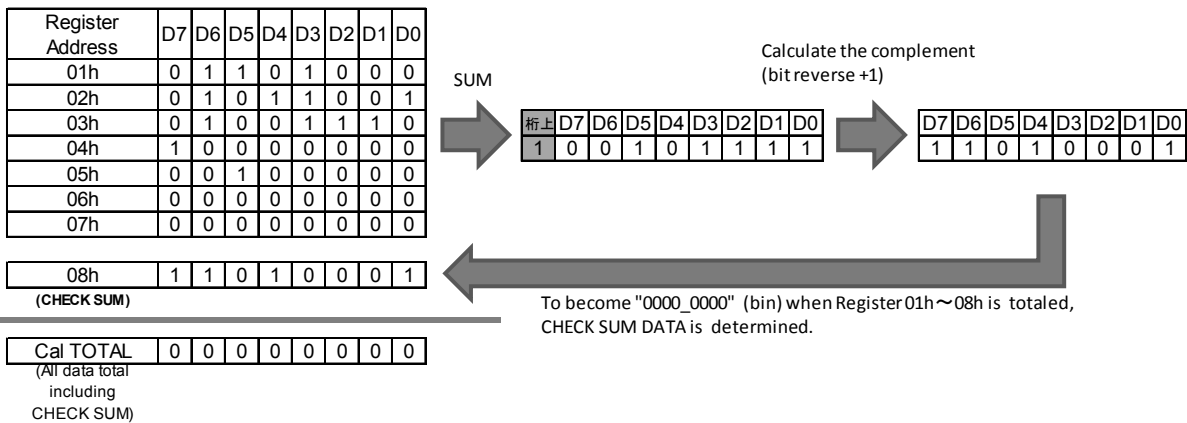 Register
Address D7 D6 D5 D4 D3 D2 D1 D0
01h 0 1 1 0 1 0 0 0
02h 0 1 0 1 1 0 0 1
03h 0 1 0 0 1 1 1 0
04h 1 0 0 0 0 0 0 0
05h 0 0 1 0 0 0 0 0
06h 0 0 0 0 0 0 0 0
07h 0 0 0 0 0 0 0 0
SUM
桁上 D7 D6 D5 D4 D3 D2 D1 D0
1 0 0 1 0 1 1 1 1
Calculate the complement
(bit reverse +1)
D7 D6 D5 D4 D3 D2 D1 D0
1 1 0 1 0 0 0 1
08h 1 1 0 1 0 0 0 1
(CHECK SUM)
To become "0000_0000" (bin) when Register 01h～08h is totaled,
CHECK SUM DATA is determined.
Cal TOTAL 0 0 0 0 0 0 0 0
(All data total
including
CHECK SUM)